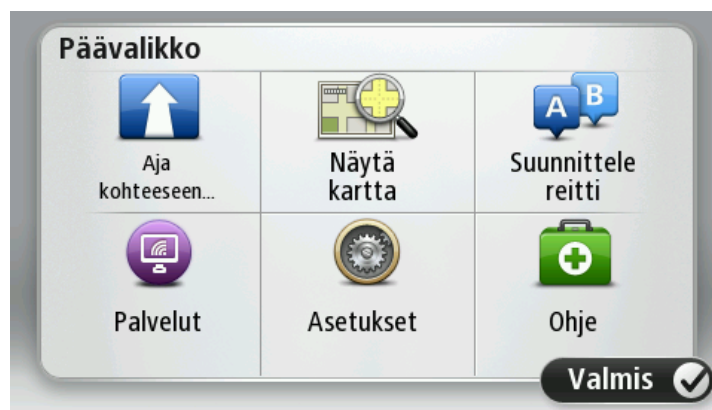 Päävalikko
Aja
kohteeseen...
Näytä
kartta
A B
Suunnittele
reitti
Palvelut
Asetukset
Ohje
Valmis